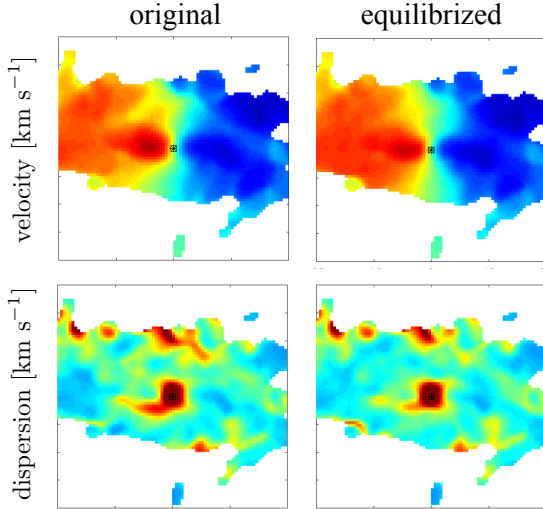 original equilibrized
velocity [km s−1]
dispersion [km s−1]